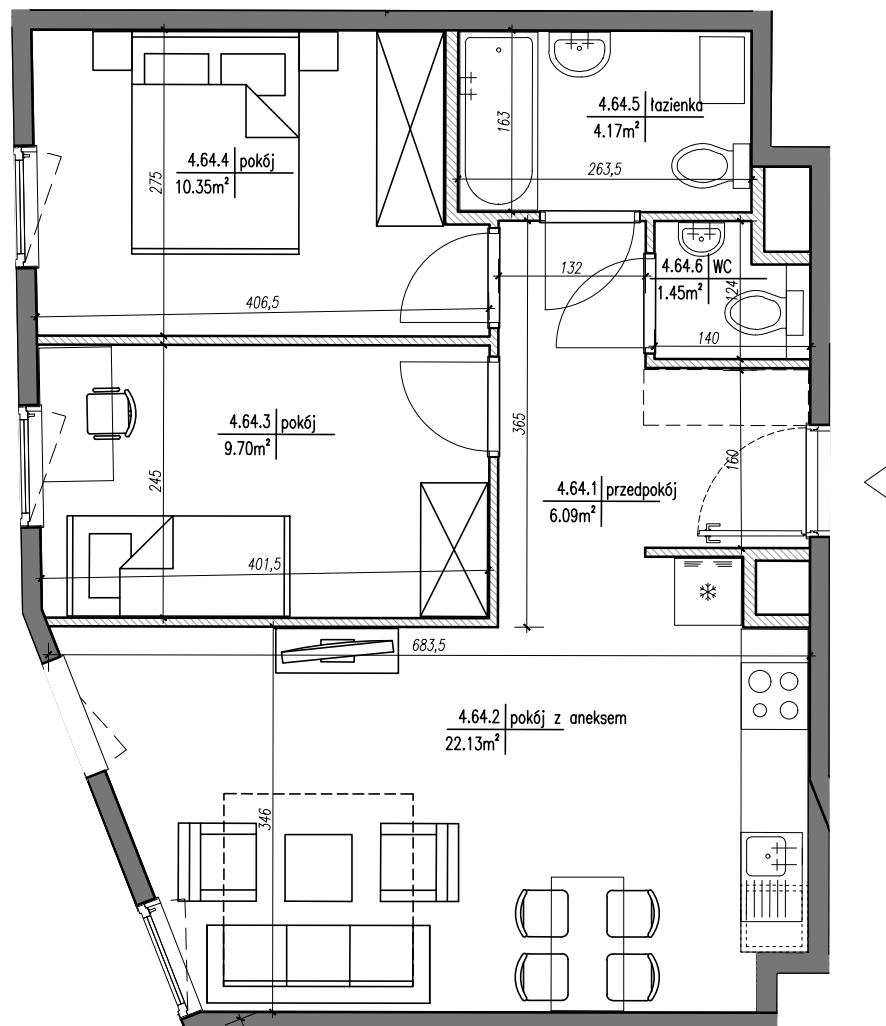 4.64.5 łazienka
4.17m²
163
263,5
4.64.4 pokój
10.35m²
275
406,5
4.64.6 WC
1.45m²
124
132
140
4.64.3 pokój
9.70m²
245
401,5
365
160
4.64.1 przedpokój
6.09m²
683,5
4.64.2 pokój z aneksem
22.13m²
346